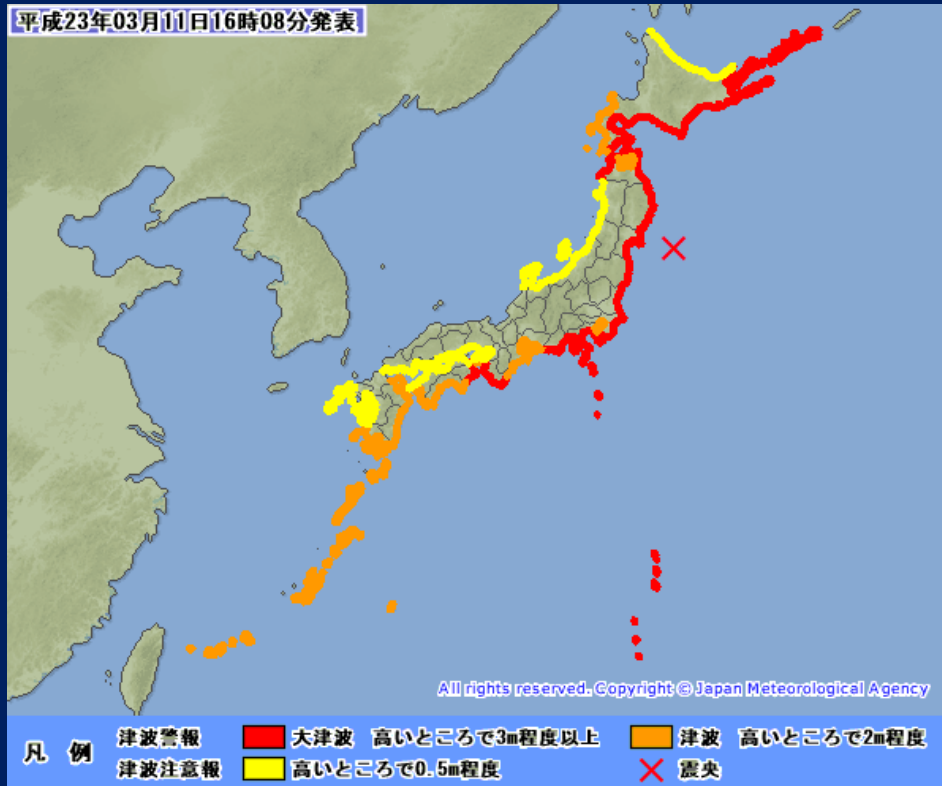 平成23年03月11日16時08分発表
All rights reserved. Copyright © Japan Meteorological Agency
凡 例 津波警報 大津波 高いところで3m程度以上 津波 高いところで2m程度
津波注意報 高いところで0.5m程度 震央